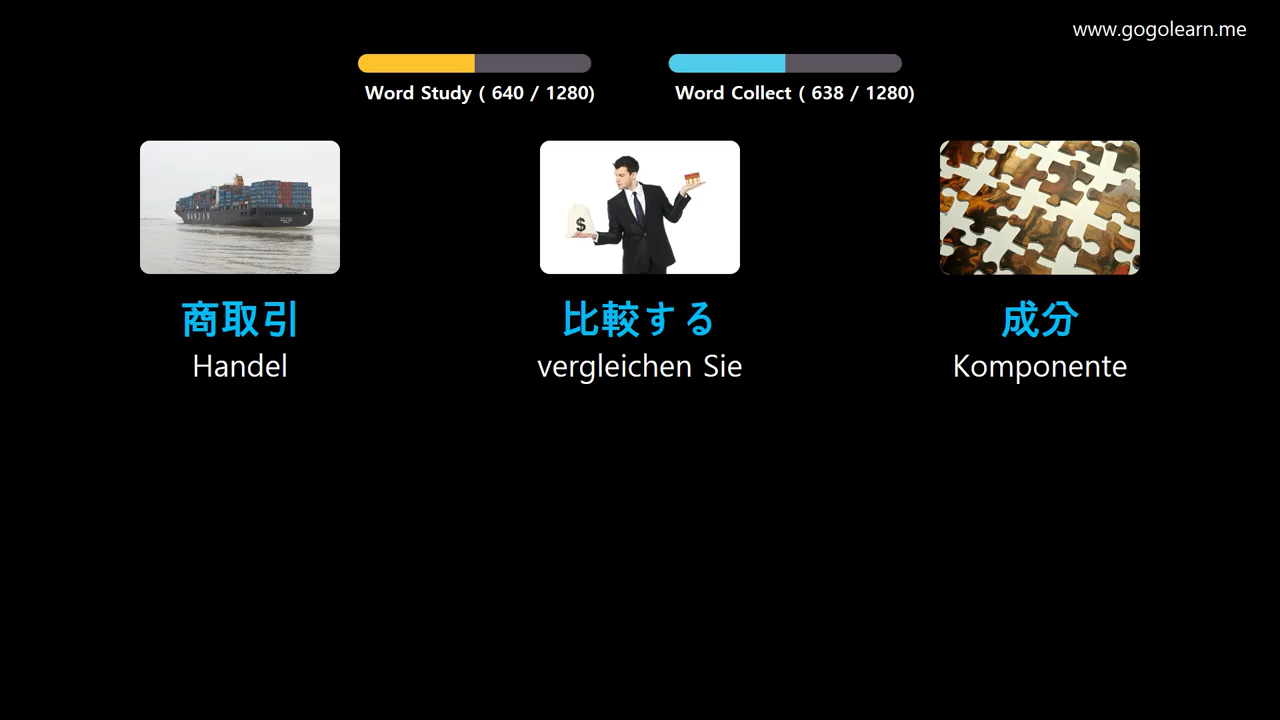 www.gogolearn.me
Word Study ( 640 / 1280)
Word Collect ( 638 / 1280)
$
商取引
比較する
成分
Handel
vergleichen Sie
Komponente